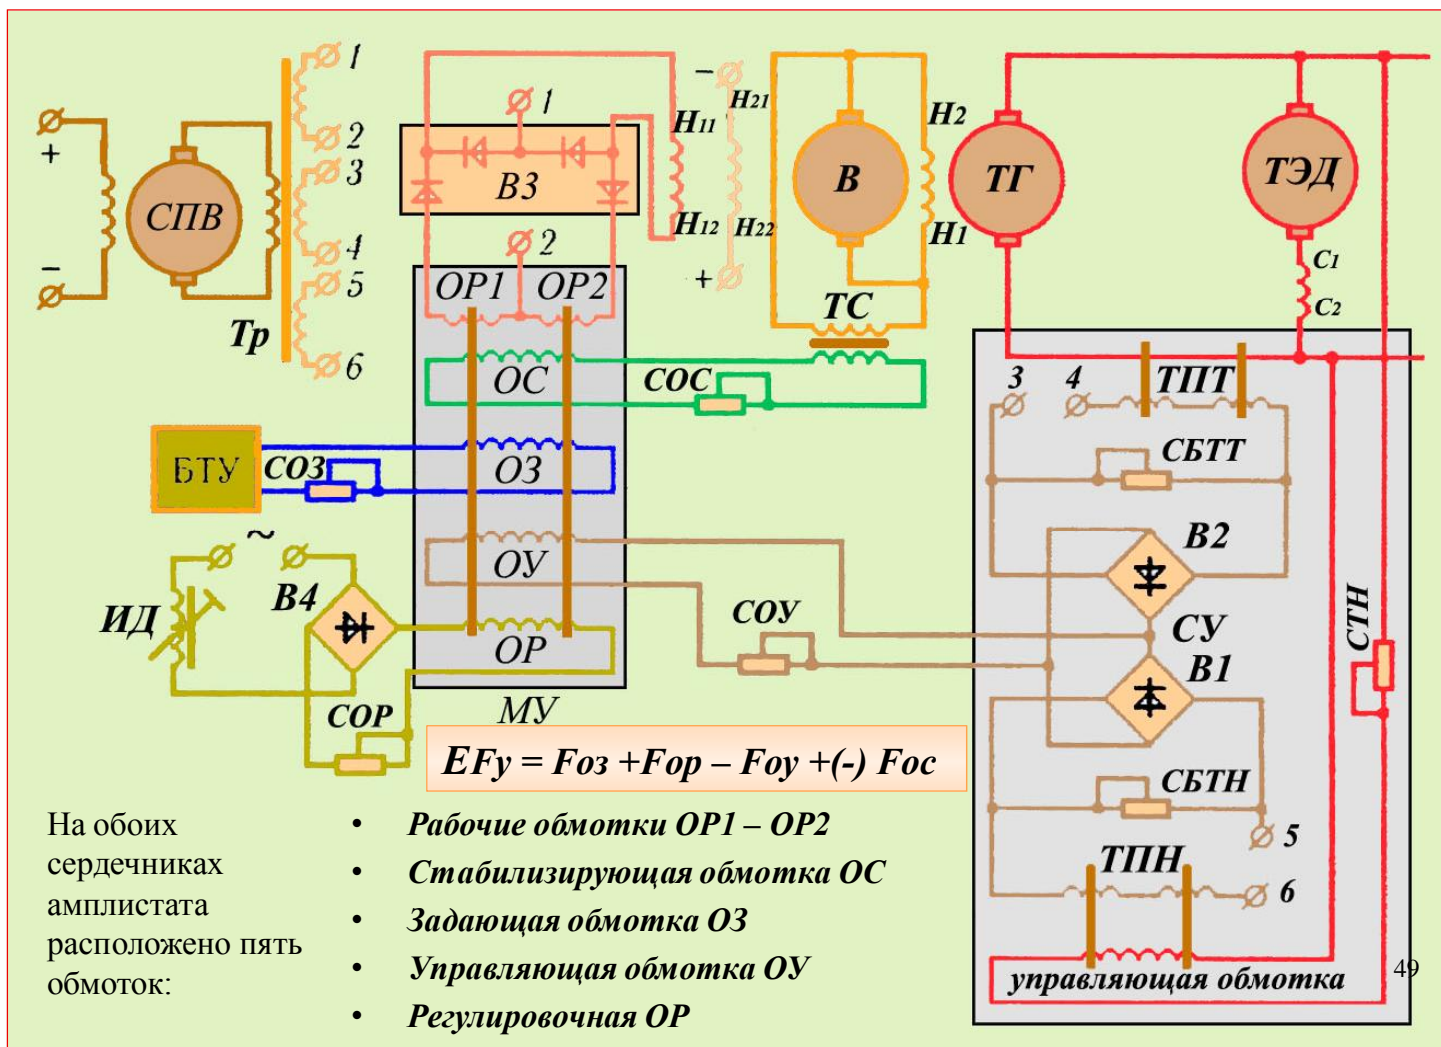 1
2
3
4
5
6
+
−
СПВ
Тр
1
В3
2
Н11
Н12
−
Н21
Н22
+
В
Н2
Н1
ТС
ТГ
ТЭД
С1
С2
ОР1 ОР2
ОС
СОС
БТУ
СОЗ
ОЗ
ОУ
ОР
МУ
~
ИД
В4
СОР
СОУ
3 4
ТПТ
СБТТ
В2
СУ
В1
СТН
СБТН
5
ТПН
6
управляющая обмотка
49
EFу = Fоз +Fор – Fоу +(-) Fос
На обоих
сердечниках
амплистата
расположено пять
обмоток:
• Рабочие обмотки ОР1 – ОР2
• Стабилизирующая обмотка ОС
• Задающая обмотка ОЗ
• Управляющая обмотка ОУ
• Регулировочная ОР